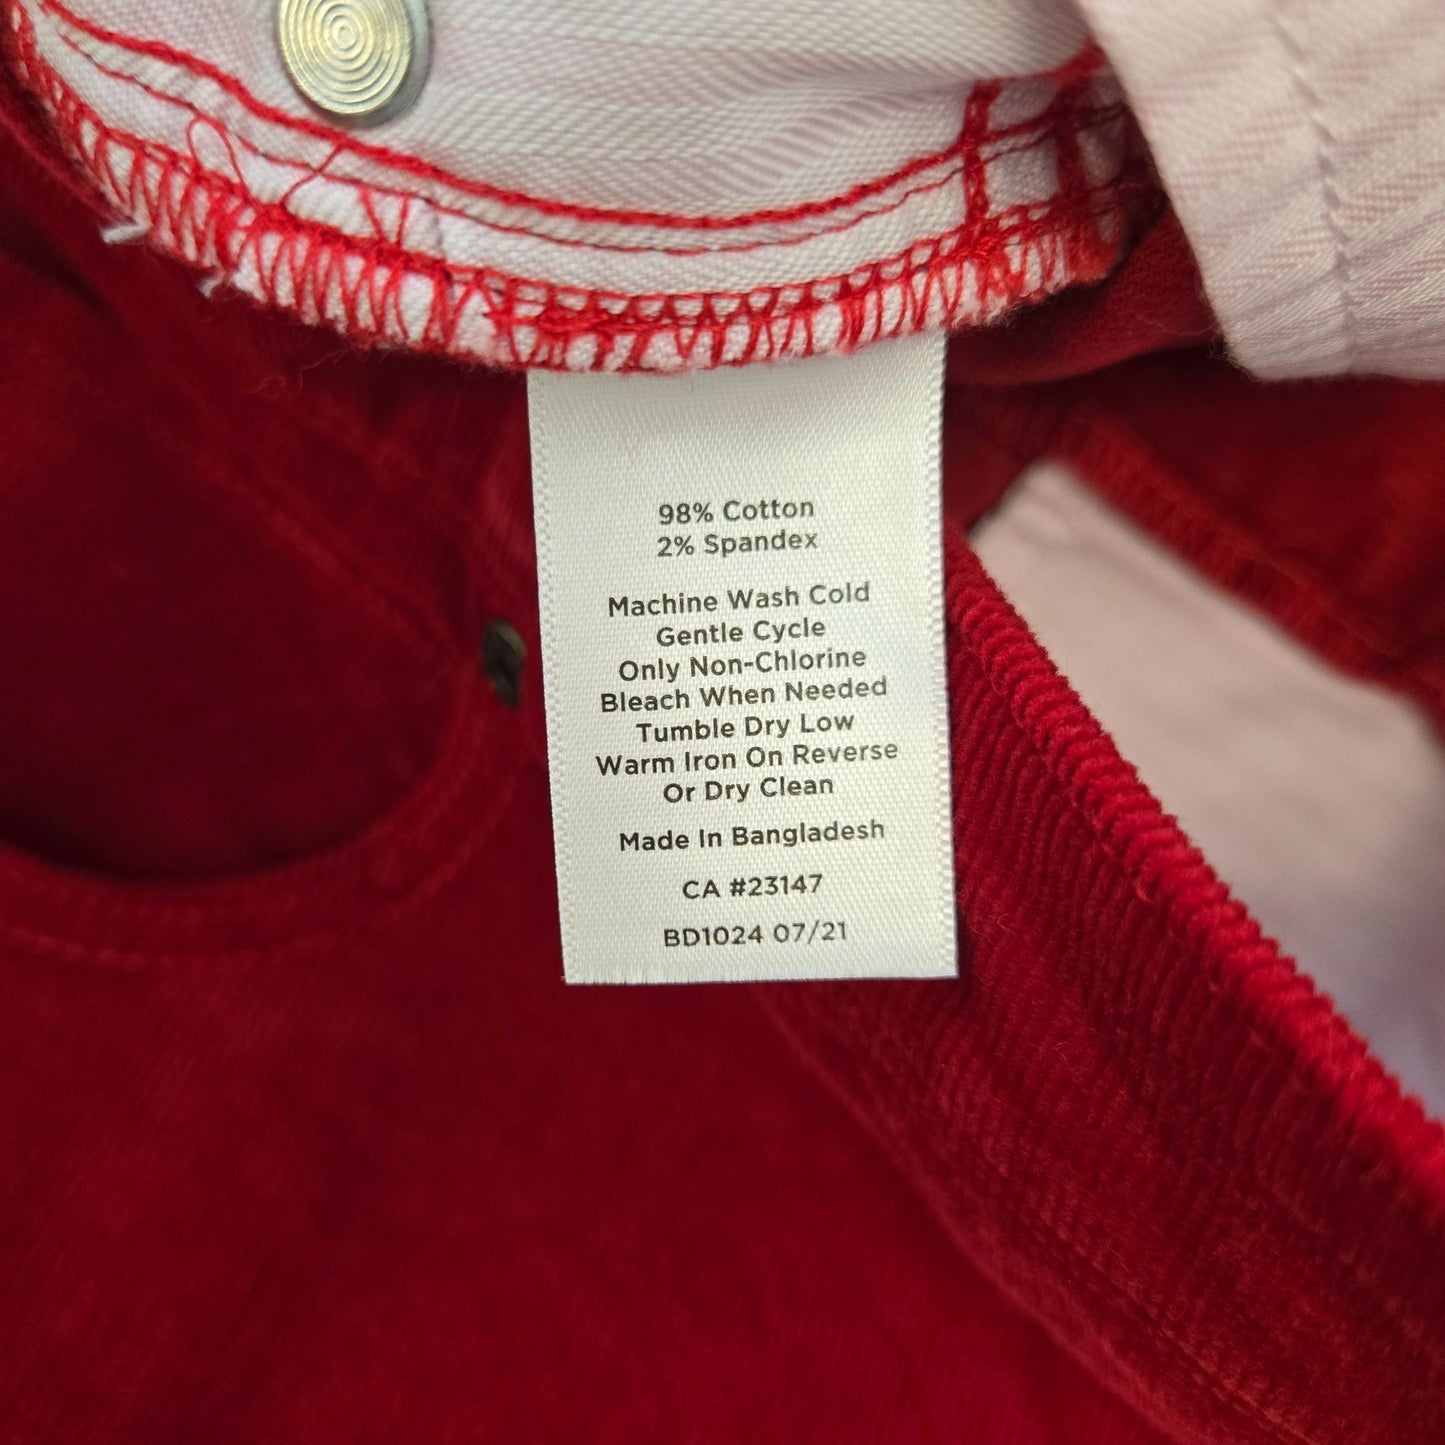 98% Cotton
2% Spandex
Machine Wash Cold
Gentle Cycle
Only Non-Chlorine
Bleach When Needed
Tumble Dry Low
Warm Iron On Reverse
Or Dry Clean
Made In Bangladesh
CA #23147
BD1024 07/21